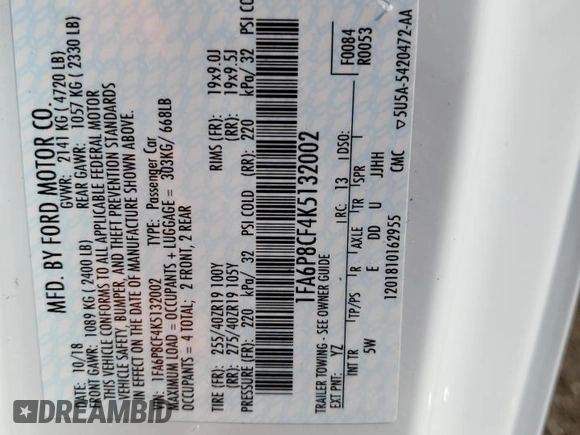 MFD. BY FORD MOTOR CO.
DATE: 10/18 GVWR: 2141 KG ( 4720 LB)
FRONT GAWR: 1089 KG ( 2400 LB) REAR GAWR: 1057 KG ( 2330 LB)
THIS VEHICLE CONFORMS TO ALL APPLICABLE FEDERAL MOTOR
VEHICLE SAFETY, BUMPER, AND THEFT PREVENTION STANDARDS
IN EFFECT ON THE DATE OF MANUFACTURE SHOWN ABOVE.
VIN: 1FA6P8CF4K5132002 TYPE: Passenger Car
MAXIMUM LOAD = OCCUPANTS + LUGGAGE = 303KG/ 668LB
OCCUPANTS = 4 TOTAL; 2 FRONT, 2 REAR
TIRE (FR): 255/40ZR19 100Y RIMS (FR): 19x9.0J
(RR): 275/40ZR19 105Y (RR): 19x9.5J
PRESSURE (FR): 220 kPa/ 32 PSI COLD (RR): 220 kPa/ 32 PSI COLD
1FA6P8CF4K5132002
F0084
R0053
TRAILER TOWING - SEE OWNER GUIDE
EXT PNT: YZ RC: 13 DSO:
INT TR TP/PS R AXLE TR SPR
5W E DD U JJHH
CMC
1201810162955 5U5A-5420472-AA
DREAMBID